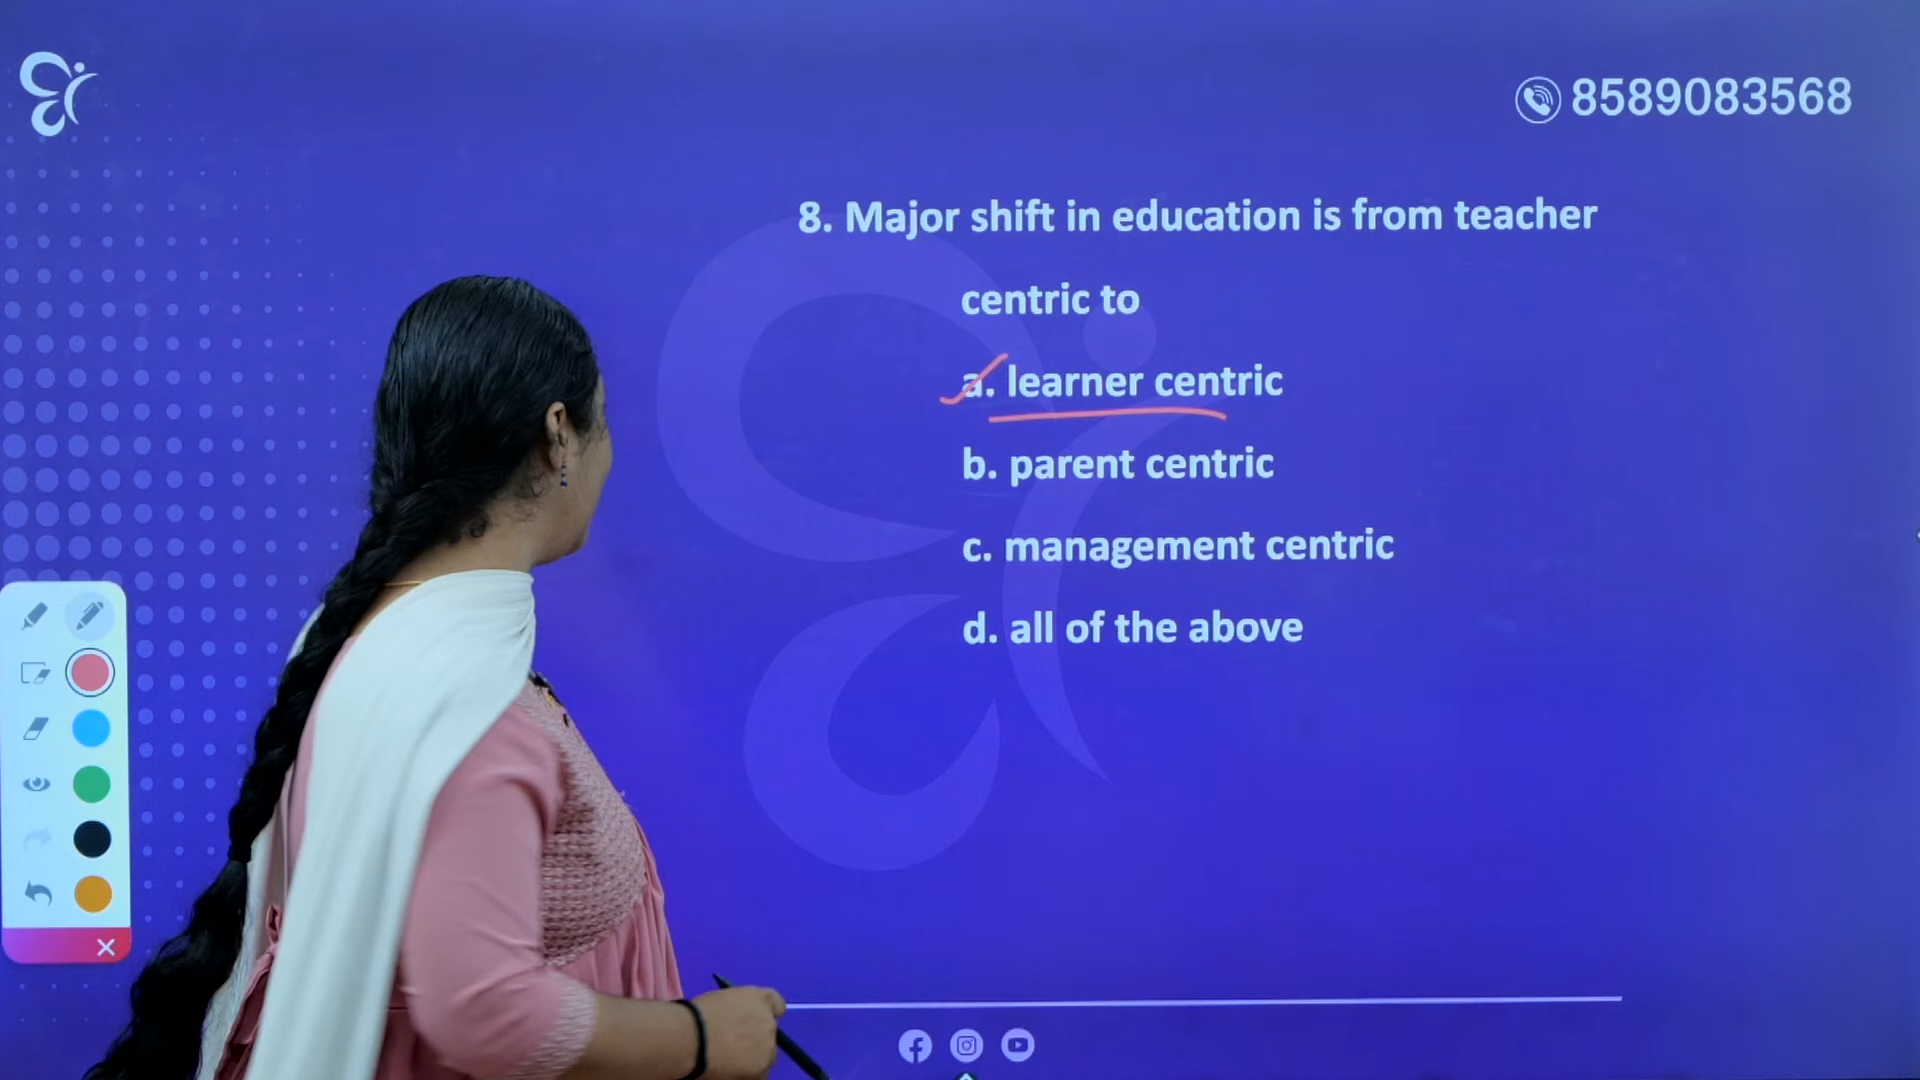 8589083568
8. Major shift in education is from teacher
centric to
a. learner centric
b. parent centric
c. management centric
d. all of the above